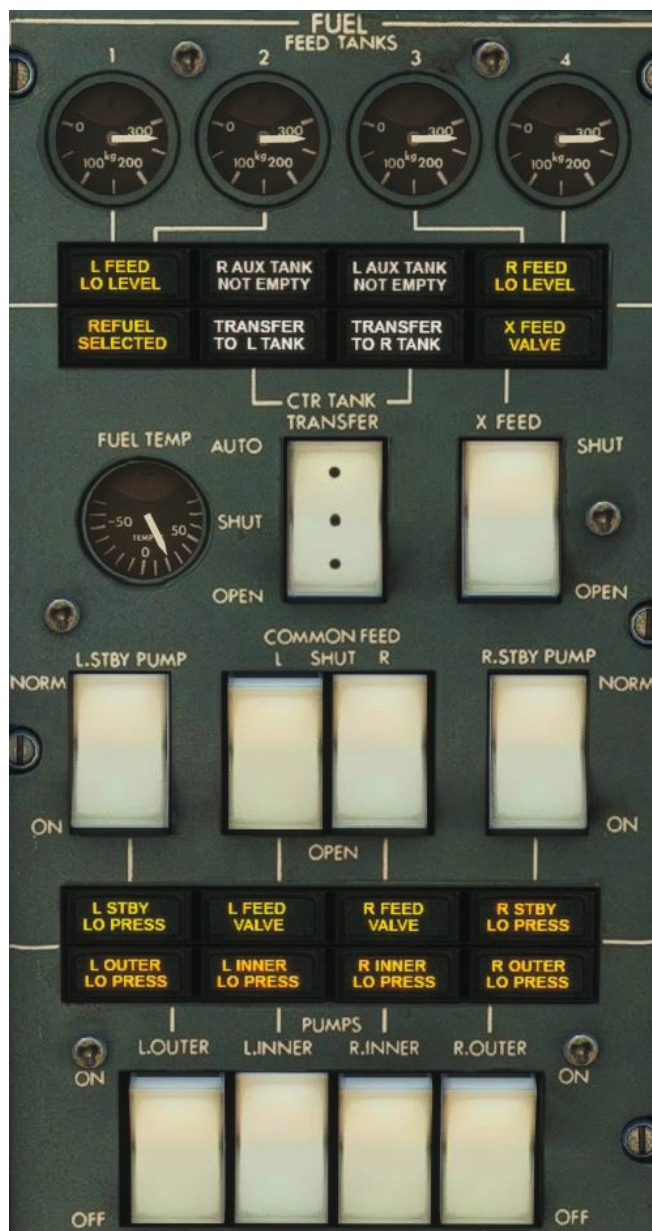 FUEL
FEED TANKS
1 2 3 4
0 300 0 300 0 300 0 300
100 kg 200 100 kg 200 100 kg 200 100 kg 200
L FEED LO LEVEL
R AUX TANK NOT EMPTY
L AUX TANK NOT EMPTY
R FEED LO LEVEL
REFUEL SELECTED
TRANSFER TO L TANK
TRANSFER TO R TANK
X FEED VALVE
CTR TANK
TRANSFER
X FEED
FUEL TEMP
AUTO
SHUT
-50 50
TEMP
0
SHUT
OPEN
OPEN
COMMON FEED
L.STBY PUMP
L SHUT R
R.STBY PUMP
NORM
NORM
ON
ON
OPEN
L STBY LO PRESS
L FEED VALVE
R FEED VALVE
R STBY LO PRESS
L OUTER LO PRESS
L INNER LO PRESS
R INNER LO PRESS
R OUTER LO PRESS
PUMPS
L.OUTER L.INNER R.INNER R.OUTER
ON
ON
OFF
OFF